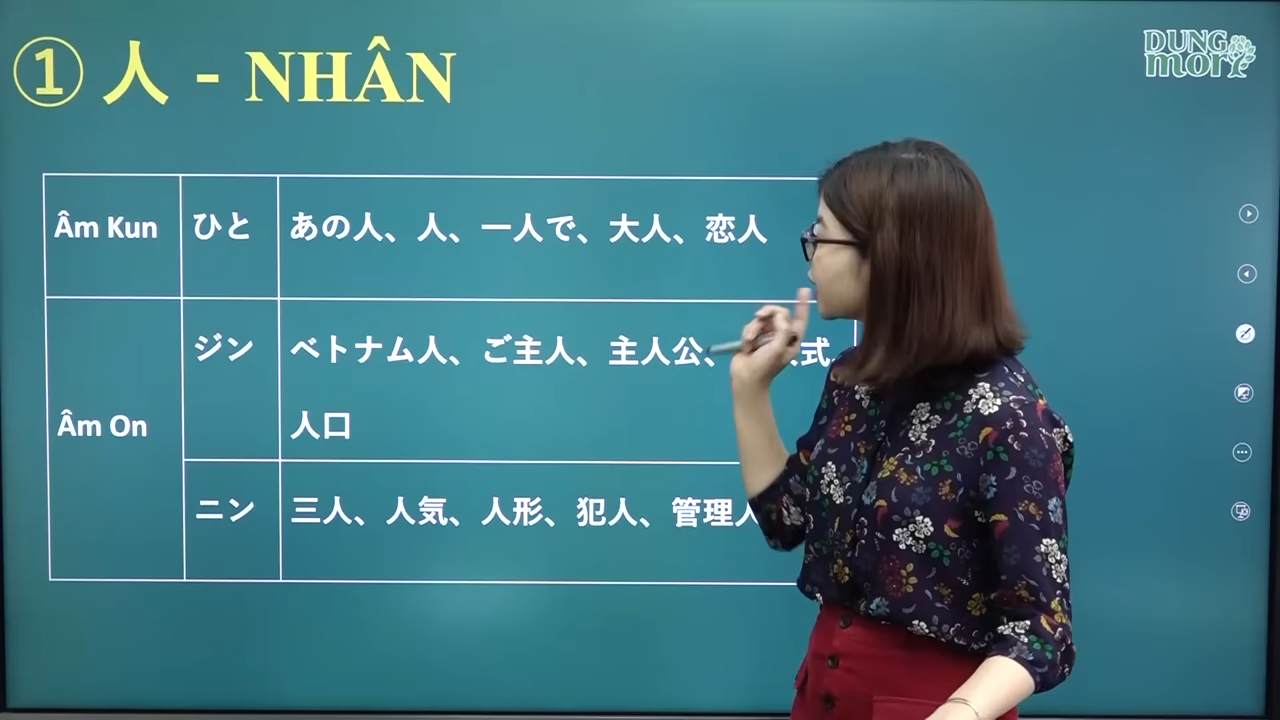 ① 人 - NHÂN
DUNG
mori
Âm Kun ひと あの人、人、一人で、大人、恋人
Âm On ジン ベトナム人、ご主人、主人公、 式、
人口
ニン 三人、人気、人形、犯人、管理人